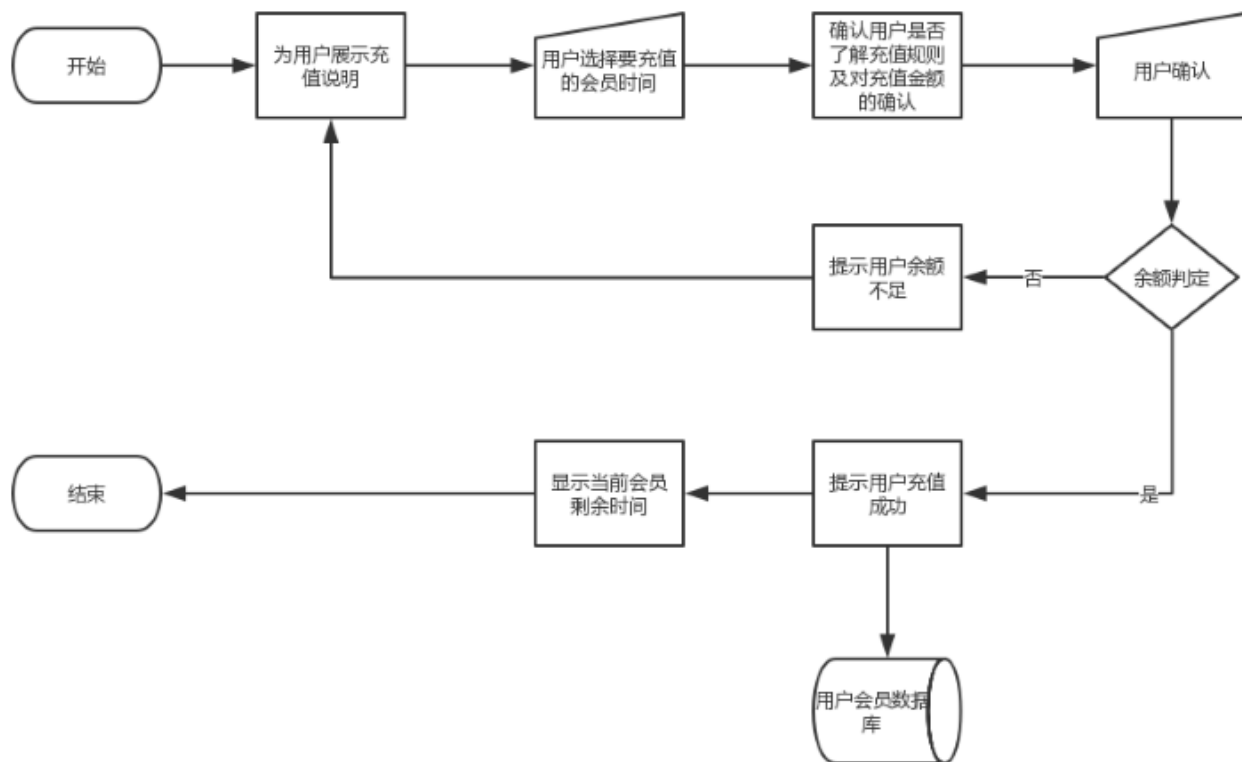 开始
为用户展示充
值说明
用户选择要充值
的会员时间
确认用户是否
了解充值规则
及对充值金额
的确认
用户确认
提示用户余额
不足
否
余额判定
结束
显示当前会员
剩余时间
提示用户充值
成功
是
用户会员数据
库